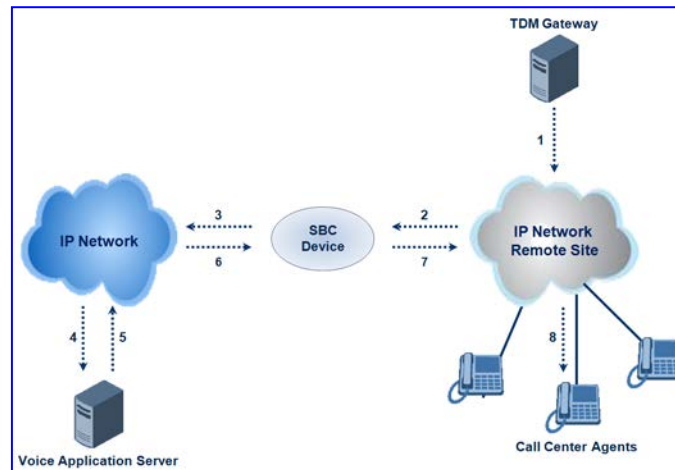 TDM Gateway
1
3
2
SBC
Device
IP Network
IP Network
Remote Site
6
7
4
5
8
Voice Application Server
Call Center Agents